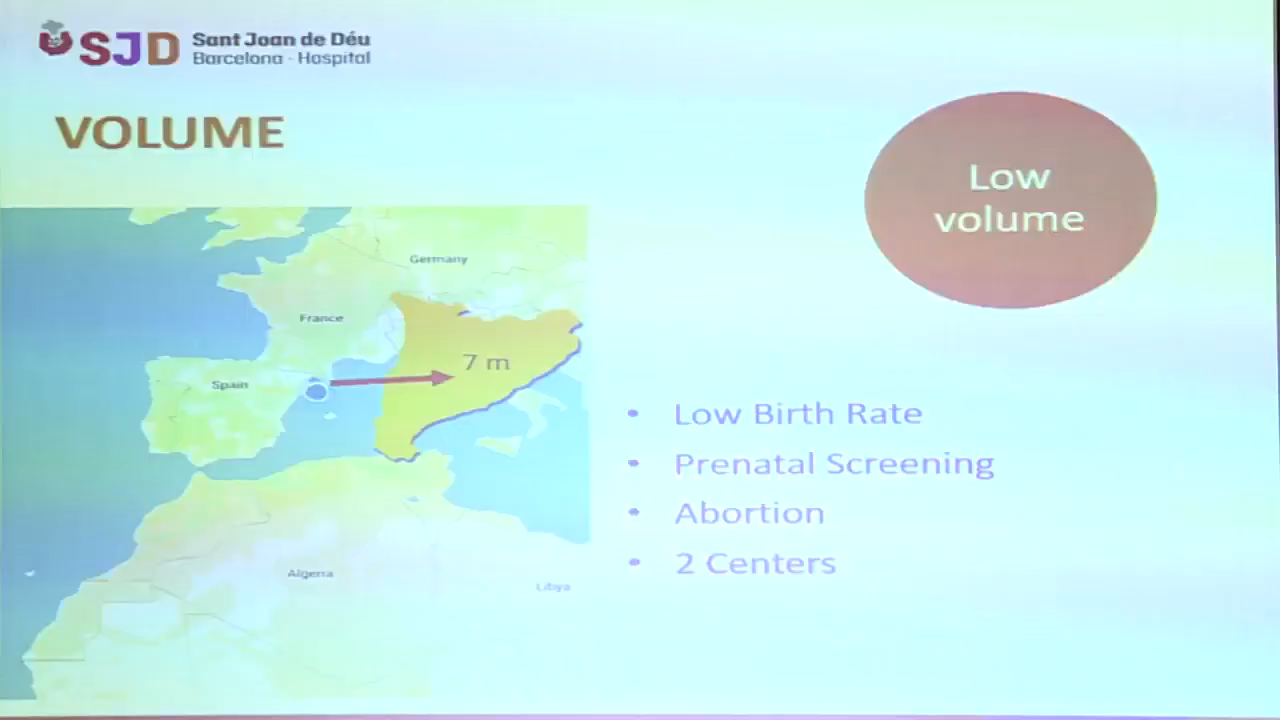 SJD
Sant Joan de Déu
Barcelona - Hospital
VOLUME
Low
volume
Germany
France
7 m
Spain
• Low Birth Rate
• Prenatal Screening
• Abortion
• 2 Centers
Algeria
Libya